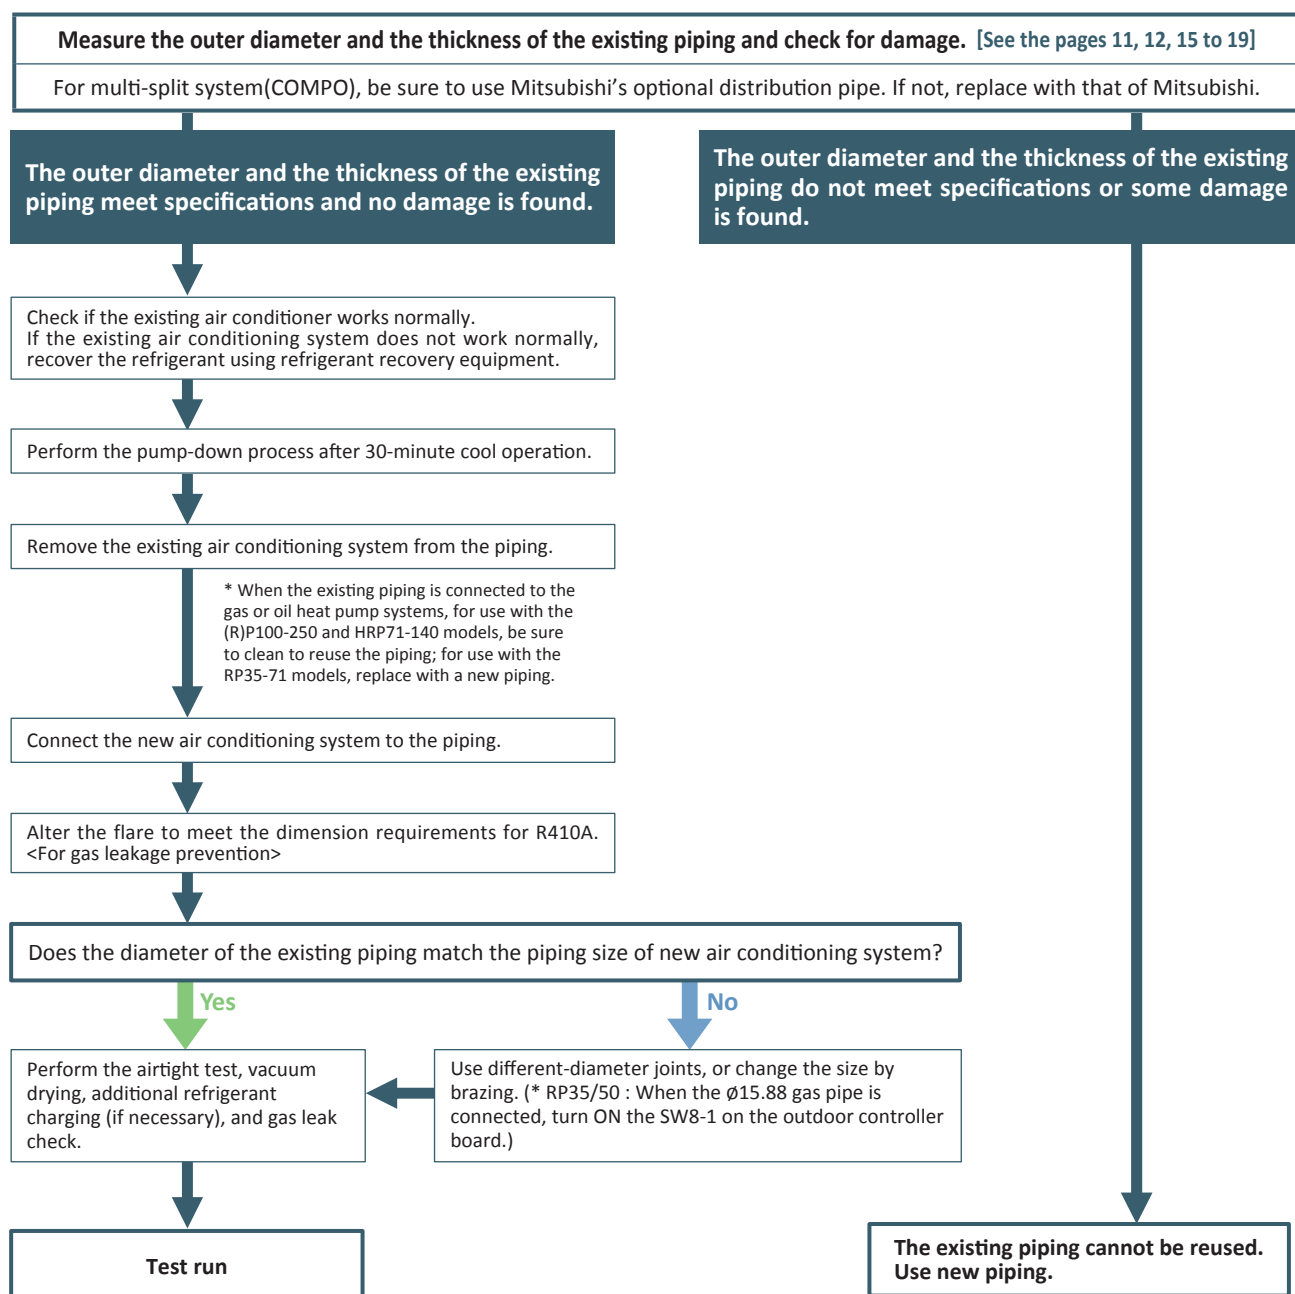 Measure the outer diameter and the thickness of the existing piping and check for damage. [See the pages 11, 12, 15 to 19]
For multi-split system(COMPO), be sure to use Mitsubishi's optional distribution pipe. If not, replace with that of Mitsubishi.
The outer diameter and the thickness of the existing
piping meet specifications and no damage is found.
The outer diameter and the thickness of the existing
piping do not meet specifications or some damage
is found.
Check if the existing air conditioner works normally.
If the existing air conditioning system does not work normally,
recover the refrigerant using refrigerant recovery equipment.
Perform the pump-down process after 30-minute cool operation.
Remove the existing air conditioning system from the piping.
* When the existing piping is connected to the
gas or oil heat pump systems, for use with the
(R)P100-250 and HRP71-140 models, be sure
to clean to reuse the piping; for use with the
RP35-71 models, replace with a new piping.
Connect the new air conditioning system to the piping.
Alter the flare to meet the dimension requirements for R410A.
<For gas leakage prevention>
Does the diameter of the existing piping match the piping size of new air conditioning system?
Yes
No
Perform the airtight test, vacuum
drying, additional refrigerant
charging (if necessary), and gas leak
check.
Use different-diameter joints, or change the size by
brazing. (* RP35/50 : When the ø15.88 gas pipe is
connected, turn ON the SW8-1 on the outdoor controller
board.)
Test run
The existing piping cannot be reused.
Use new piping.